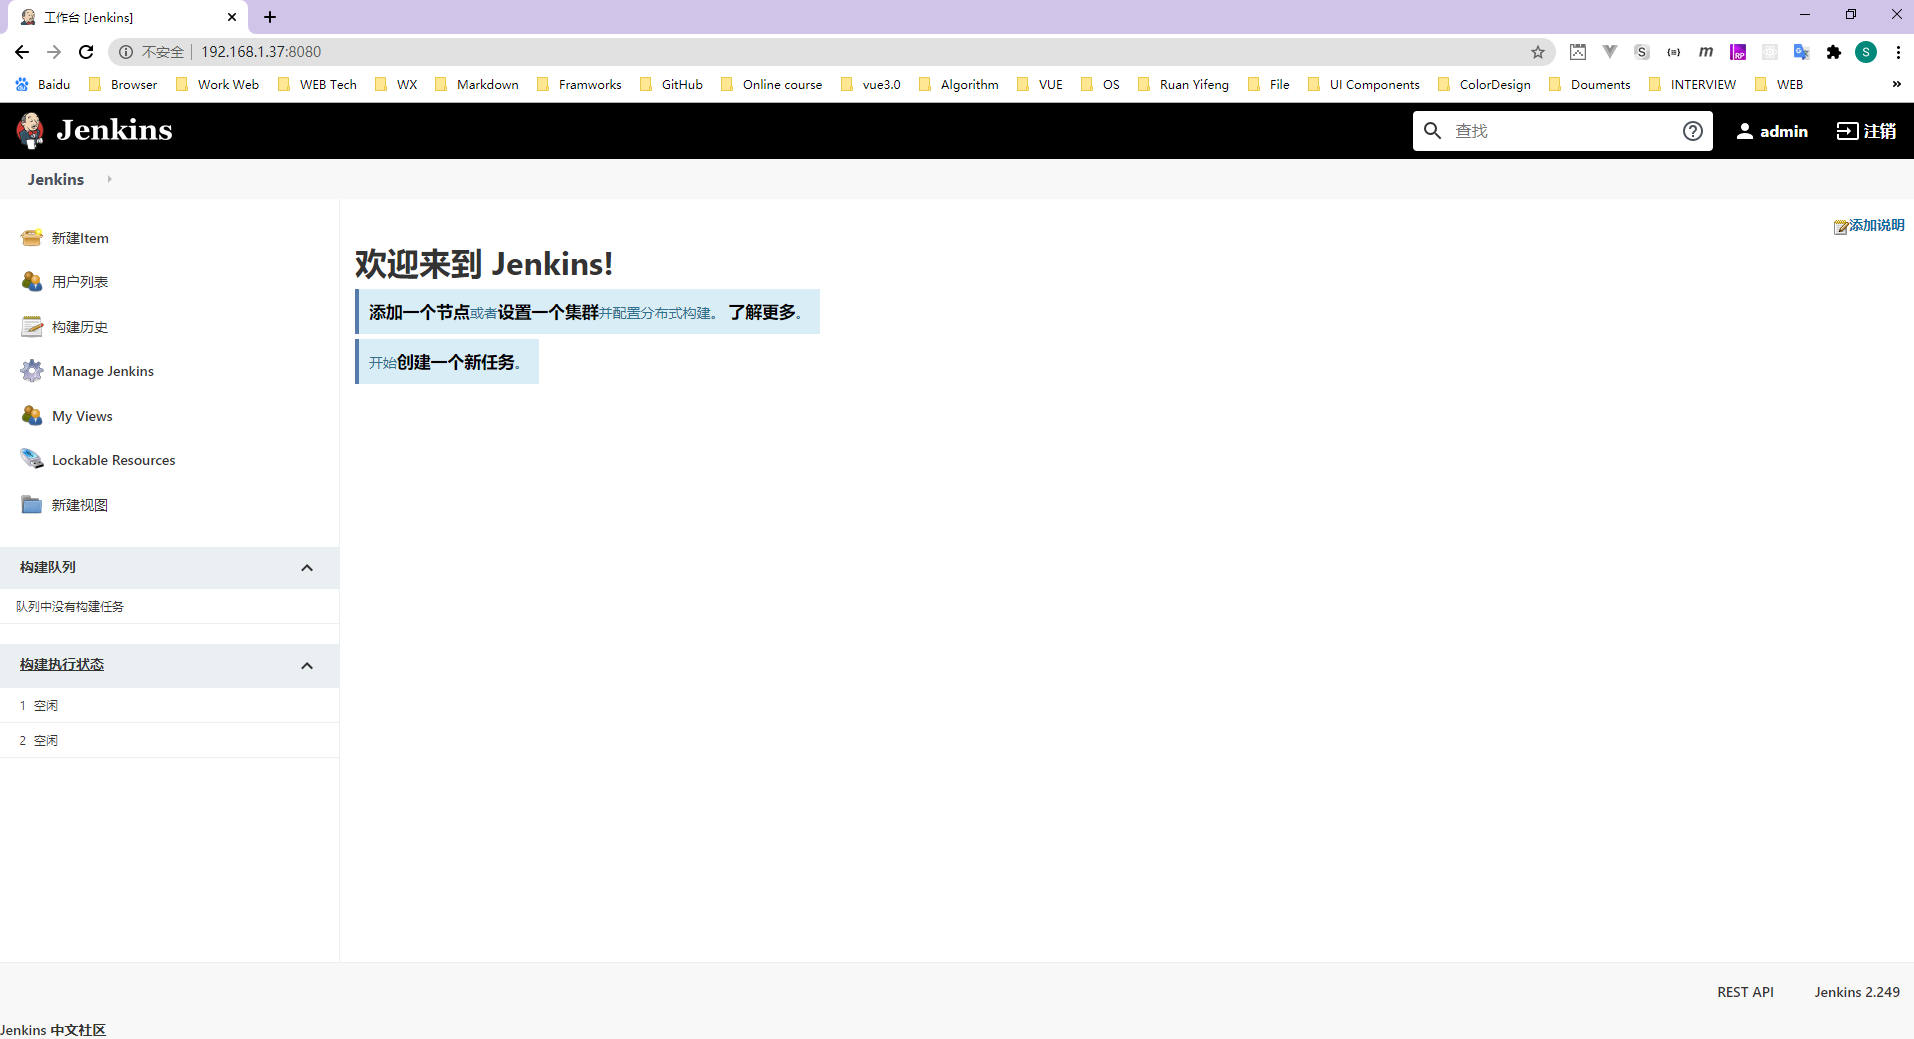 工作台 [Jenkins]
不安全 192.168.1.37:8080
Baidu Browser Work Web WEB Tech WX Markdown Framworks GitHub Online course vue3.0 Algorithm VUE OS Ruan Yifeng File UI Components ColorDesign Douments INTERVIEW WEB »
Jenkins 查找 admin 注销
Jenkins
添加说明
新建Item
用户列表
构建历史
Manage Jenkins
My Views
Lockable Resources
新建视图
构建队列
队列中没有构建任务
构建执行状态
1 空闲
2 空闲
欢迎来到 Jenkins!
添加一个节点或者设置一个集群并配置分布式构建。 了解更多。
开始创建一个新任务。
REST API Jenkins 2.249
Jenkins 中文社区